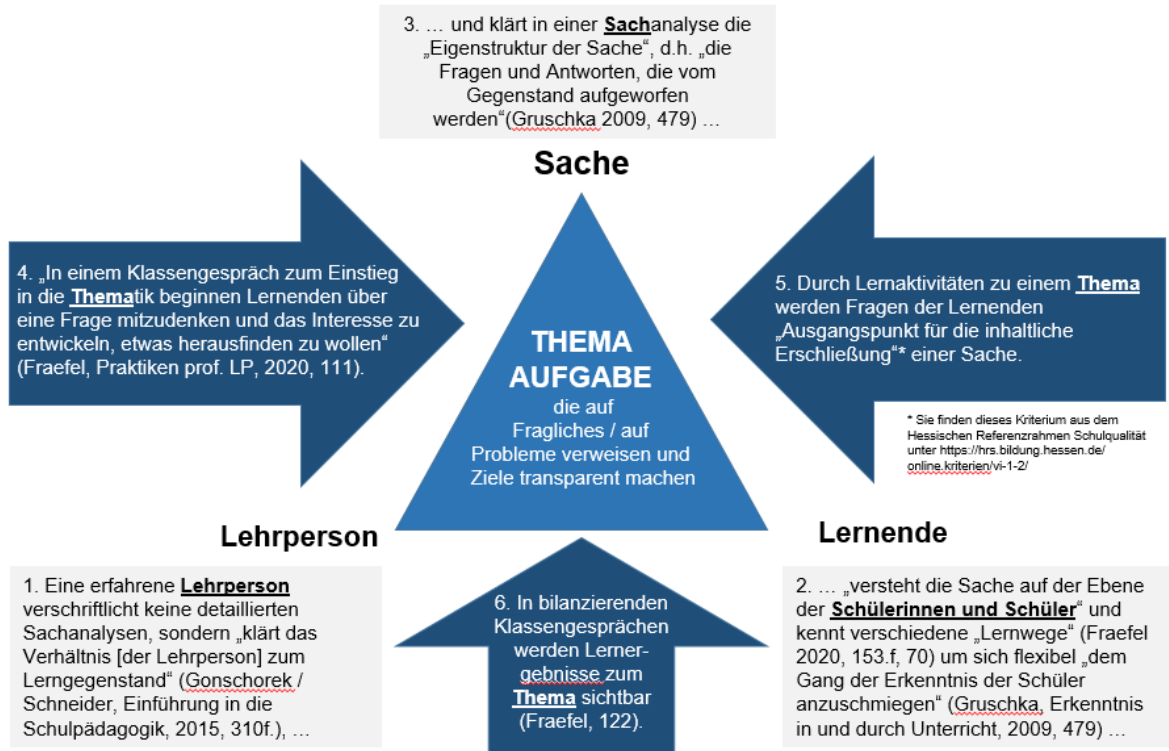 3. … und klärt in einer Sachanalyse die
„Eigenstruktur der Sache“, d.h. „die
Fragen und Antworten, die vom
Gegenstand aufgeworfen
werden“(Gruschka 2009, 479) …
Sache
4. „In einem Klassengespräch zum Einstieg
in die Thematik beginnen Lernenden über
eine Frage mitzudenken und das Interesse zu
entwickeln, etwas herausfinden zu wollen“
(Fraefel, Praktiken prof. LP, 2020, 111).
THEMA
AUFGABE
die auf
Fragliches / auf
Probleme verweisen und
Ziele transparent machen
5. Durch Lernaktivitäten zu einem Thema
werden Fragen der Lernenden
„Ausgangspunkt für die inhaltliche
Erschließung“* einer Sache.
* Sie finden dieses Kriterium aus dem
Hessischen Referenzrahmen Schulqualität
unter https://hrs.bildung.hessen.de/
online.kriterien/vi-1-2/
Lehrperson
Lernende
1. Eine erfahrene Lehrperson
verschriftlicht keine detaillierten
Sachanalysen, sondern „klärt das
Verhältnis [der Lehrperson] zum
Lerngegenstand“ (Gonschorek /
Schneider, Einführung in die
Schulpädagogik, 2015, 310f.), …
6. In bilanzierenden
Klassengesprächen
werden Lerner-
gebnisse zum
Thema sichtbar
(Fraefel, 122).
2. … „versteht die Sache auf der Ebene
der Schülerinnen und Schüler“ und
kennt verschiedene „Lernwege“ (Fraefel
2020, 153.f, 70) um sich flexibel „dem
Gang der Erkenntnis der Schüler
anzuschmiegen“ (Gruschka, Erkenntnis
in und durch Unterricht, 2009, 479) …